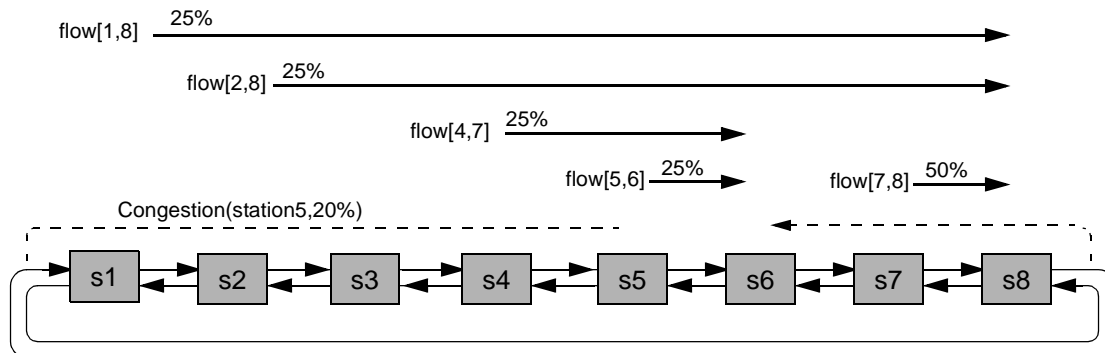 flow[1,8] 25%
flow[2,8] 25%
flow[4,7] 25%
flow[5,6] 25%
flow[7,8] 50%
Congestion(station5,20%)
s1 s2 s3 s4 s5 s6 s7 s8